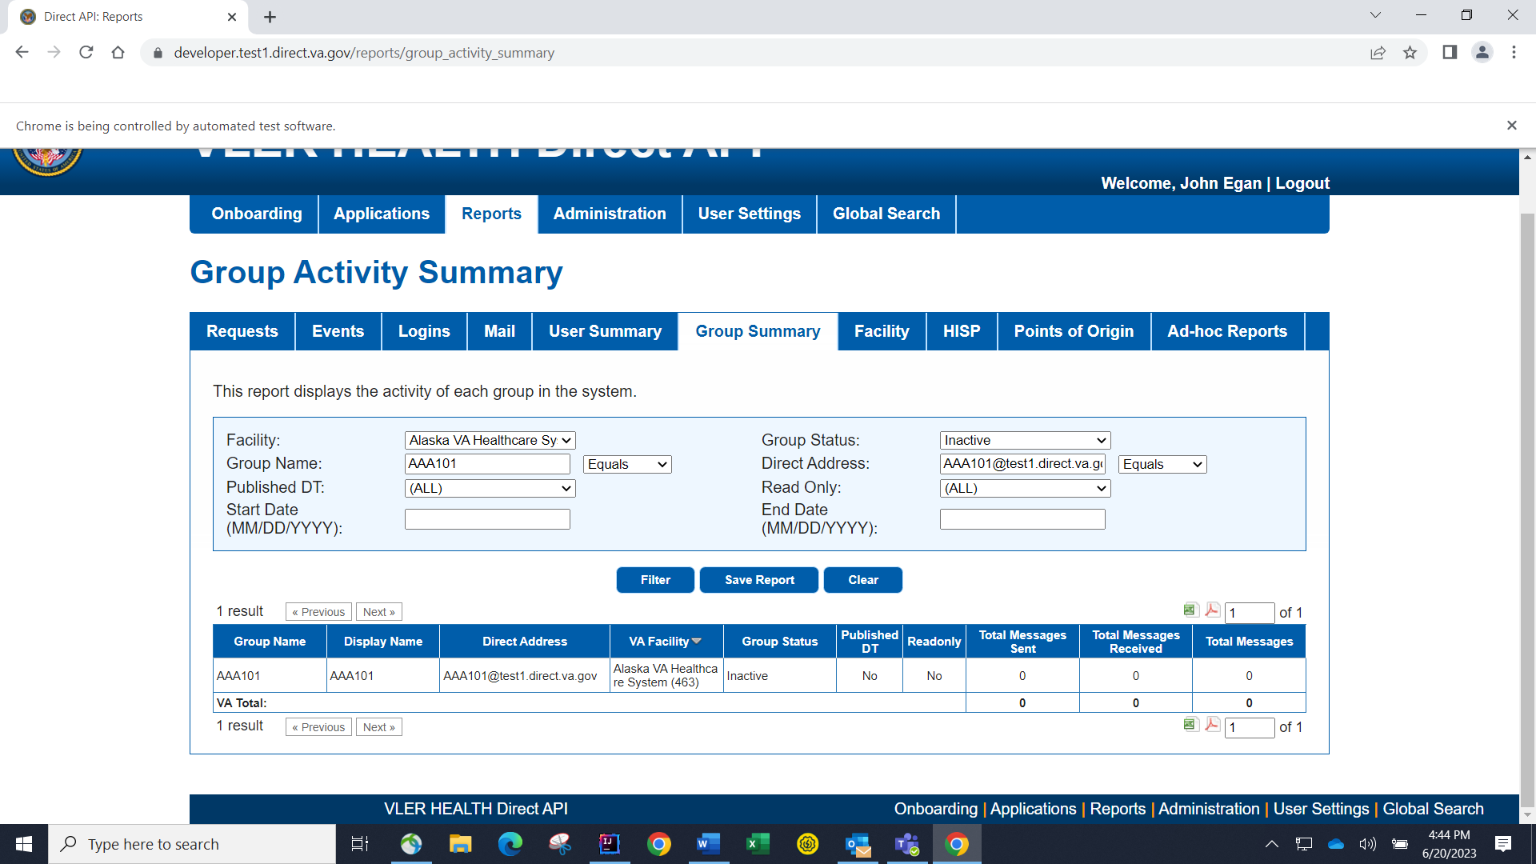 Direct API: Reports
developer.test1.direct.va.gov/reports/group_activity_summary
Chrome is being controlled by automated test software.
VLER HEALTH Direct API
Welcome, John Egan | Logout
Onboarding Applications Reports Administration User Settings Global Search
Group Activity Summary
Requests Events Logins Mail User Summary Group Summary Facility HISP Points of Origin Ad-hoc Reports
This report displays the activity of each group in the system.
Facility: Alaska VA Healthcare Sy Group Status: Inactive
Group Name: AAA101 Equals Direct Address: AAA101@test1.direct.va.g Equals
Published DT: (ALL) Read Only: (ALL)
Start Date End Date
(MM/DD/YYYY): (MM/DD/YYYY):
Filter Save Report Clear
1 result « Previous Next » 1 of 1
Group Name Display Name Direct Address VA Facility Group Status Published DT Readonly Total Messages Sent Total Messages Received Total Messages
AAA101 AAA101 AAA101@test1.direct.va.gov Alaska VA Healthca Inactive No No 0 0 0
re System (463)
VA Total: 0 0 0
1 result « Previous Next » 1 of 1
VLER HEALTH Direct API Onboarding | Applications | Reports | Administration | User Settings | Global Search
Type here to search
4:44 PM
6/20/2023